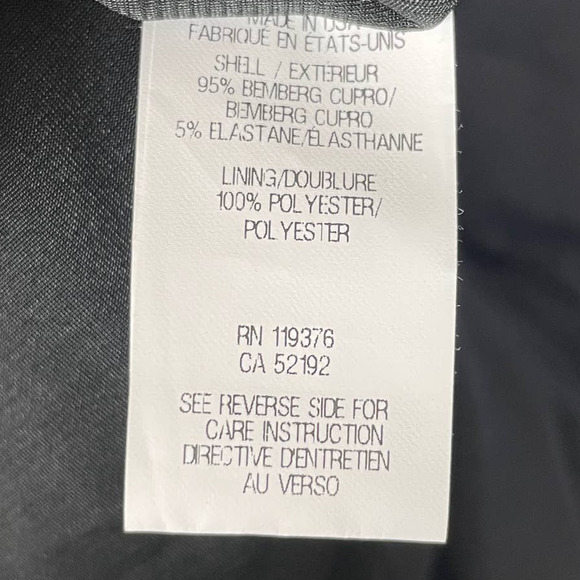 MADE IN USA
FABRIQUÉ EN ÉTATS-UNIS
SHELL / EXTÉRIEUR
95% BEMBERG CUPRO/
BEMBERG CUPRO
5% ELASTANE/ÉLASTHANNE
LINING/DOUBLURE
100% POLYESTER/
POLYESTER
RN 119376
CA 52192
SEE REVERSE SIDE FOR
CARE INSTRUCTION
DIRECTIVE D'ENTRETIEN
AU VERSO